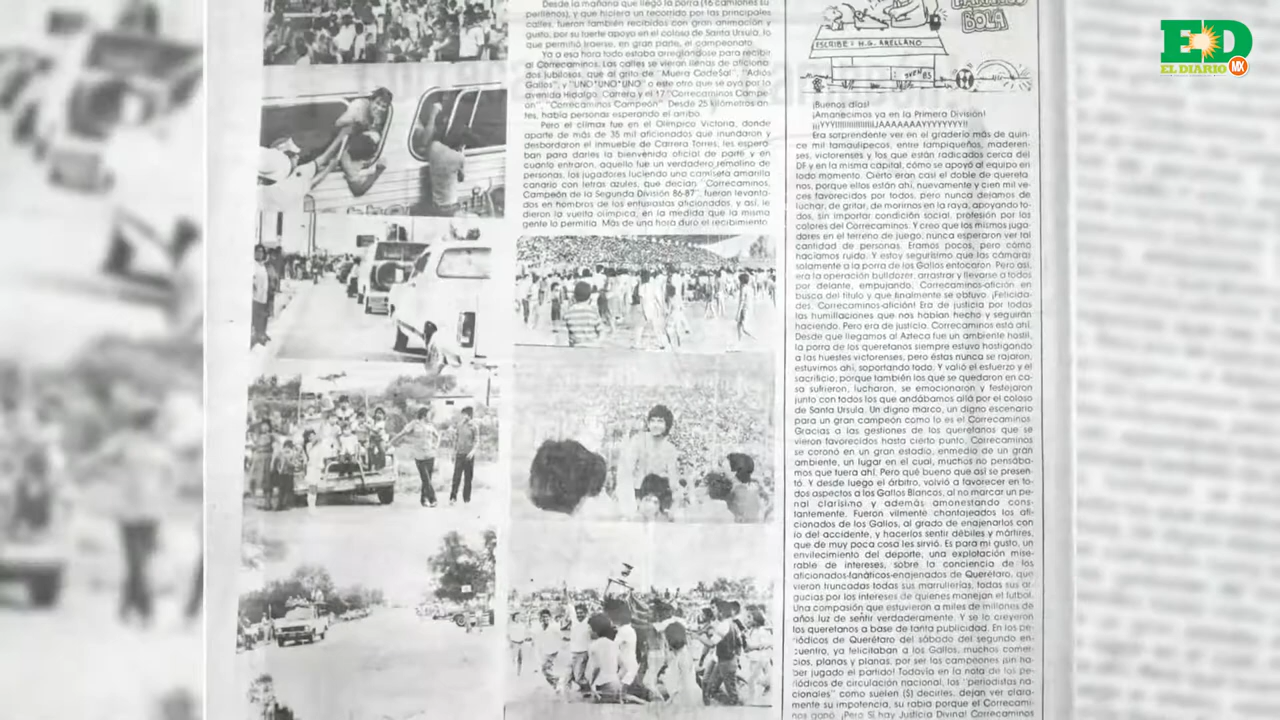 Desde la mañana que llegó la porra (16 camiones su
perllenos), y que hiciera un recorrido por las principales
calles, fueron también recibidos con gran animación y
gusto, por su fuerte apoyo en el coloso de Santa Ursula, lo
que permitió traerse, en gran parte, el campeonato.
Ya a esa hora todo estaba arreglándose para recibir
al Correcaminos. Las calles se vieron llenas de aficiona
dos jubilosos, que al grito de "Muera CadeSal", "Adiós
Gallos", y "UNO*UNO*UNO" o este otro que se oyó por la
avenida Hidalgo, Carrera y el 17 "Correcaminos Campe-
ón", "Correcaminos Campeón". Desde 25 kilómetros an
tes, había personas esperando el arribo.
Pero el climax fue en el Olímpico Victoria, donde
aparte de más de 35 mil aficionados que inundaron y
desbordaron el inmueble de Carrera Torres, les espera
ban para darles la bienvenida oficial de parte y en
cuanto entraron, aquello fue un verdadero remolino de
personas, los jugadores luciendo una camiseta amarilla
canario con letras azules, que decían "Correcaminos,
Campeón de la Segunda División 86-87", fueron levanta-
dos en hombros de los entusiastas aficionados, y así, le
dieron la vuelta olímpica, en la medida que la misma
gente lo permitía. Más de una hora duró el recibimiento
BOLA
ESCRIBE: H.G. ARELLANO
¡Buenos días!
¡Amanecimos ya en la Primera División!
Era sorprendente ver en el graderío más de quin-
ce mil tamaulipecos, entre tampiqueños, maderen-
ses, victorenses y los que están radicados cerca del
DF y en la misma capital, cómo se apoyó al equipo en
todo momento. Cierto eran casi el doble de quereta-
nos, porque ellos están ahí, nuevamente y cien mil ve-
ces favorecidos por todos, pero nunca dejamos de
luchar, de gritar, de morirnos en la raya, apoyando to-
dos, sin importar condición social, profesión por los
colores del Correcaminos. Y creo que los mismos juga-
dores en el terreno de juego, nunca esperaron ver tal
cantidad de personas. Eramos pocos, pero cómo
hacíamos ruido. Y estoy segurísimo que las cámaras
solamente a la porra de los Gallos enfocaron. Pero así,
era la operación bulldozer, arrastrar y llevarse a todos
por delante, empujando, Correcaminos-afición en
busca del título y que finalmente se obtuvo. ¡Felicida-
des, Correcaminos-afición! Era de justicia por todas
las humillaciones que nos habían hecho y seguirán
haciendo. Pero era de justicia. Correcaminos está ahí.
Desde que llegamos al Azteca fue un ambiente hostil,
la porra de los queretanos siempre estuvo hostigando
a las huestes victorenses, pero éstas nunca se rajaron,
estuvimos ahí, soportando todo. Y valió el esfuerzo y el
sacrificio, porque también los que se quedaron en ca-
sa sufrieron, lucharon, se emocionaron y festejaron
junto con todos los que andábamos allá por el coloso
de Santa Ursula. Un digno marco, un digno escenario
para un gran campeón como lo es el Correcaminos.
Gracias a las gestiones de los queretanos que se
vieron favorecidos hasta cierto punto, Correcaminos
se coronó en un gran estadio, enmedio de un gran
ambiente, un lugar en el cual, muchos no pensába-
mos que fuera ahí. Pero qué bueno que así se presen-
tó. Y desde luego el árbitro, volvió a favorecer en to-
dos aspectos a los Gallos Blancos, al no marcar un pe-
nal clarísimo y además amonestando cons-
tantemente. Fueron vilmente chantajeados los afi-
cionados de los Gallos, al grado de enajenarlos con
lo del accidente, y hacerlos sentir débiles y mártires,
que de muy poca cosa les sirvió. Es para mi gusto, un
envilecimiento del deporte, una explotación mise-
rable de intereses, sobre la conciencia de los
aficionados-fanáticos-enajenados de Querétaro, que
vieron truncadas todas sus marrullerías, todas sus ar-
gucias por los intereses de quienes manejan el futbol.
Una compasión que estuvieron a miles de millones de
años luz de sentir verdaderamente. Y se lo creyeron
los queretanos a base de tanta publicidad. En los pe-
riódicos de Querétaro del sábado del segundo en-
cuentro, ya felicitaban a los Gallos, muchos comer-
cios, planas y planas, por ser los campeones ¡sin ha-
ber jugado el partido! Todavía en la nota de los pe-
riódicos de circulación nacional, los "periodistas na-
cionales" como suelen ($) decirles, dejan ver clara-
mente su impotencia, su rabia porque el Correcami-
nos ganó. ¡Pero Si hay Justicia Divina! Correcaminos
ED
EL DIARIO MX